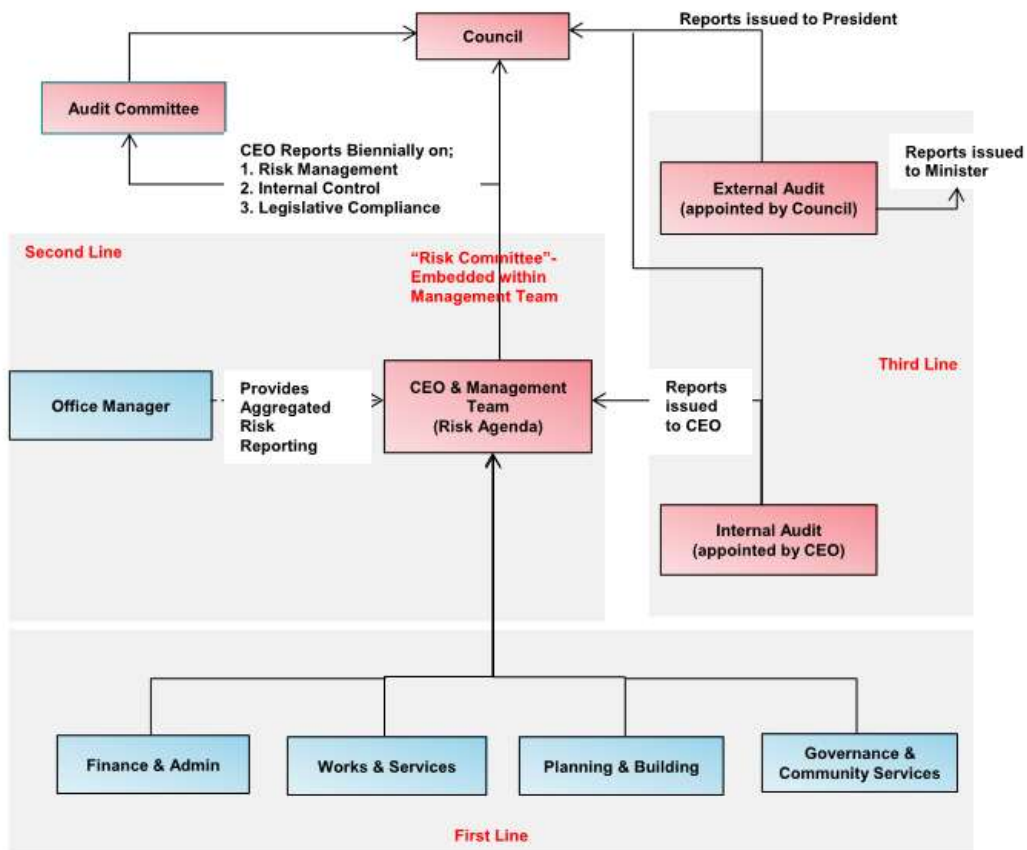 Reports issued to President
Council
Audit Committee
CEO Reports Biennially on;
1. Risk Management
2. Internal Control
3. Legislative Compliance
External Audit
(appointed by Council)
Reports issued
to Minister
Second Line
“Risk Committee”-
Embedded within
Management Team
Third Line
Office Manager
Provides
Aggregated
Risk
Reporting
CEO & Management
Team
(Risk Agenda)
Reports
issued
to CEO
Internal Audit
(appointed by CEO)
Finance & Admin
Works & Services
Planning & Building
Governance &
Community Services
First Line